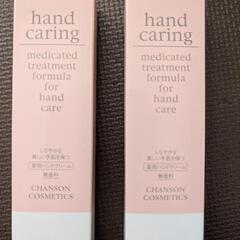 hand
caring
medicated
treatment
formula
for
hand
care
しなやかな
美しい手肌を保つ
薬用ハンドクリーム
無香料
CHANSON
COSMETICS
hand
caring
medicated
treatment
formula
for
hand
care
しなやかな
美しい手肌を保つ
薬用ハンドクリーム
無香料
CHANSON
COSMETICS